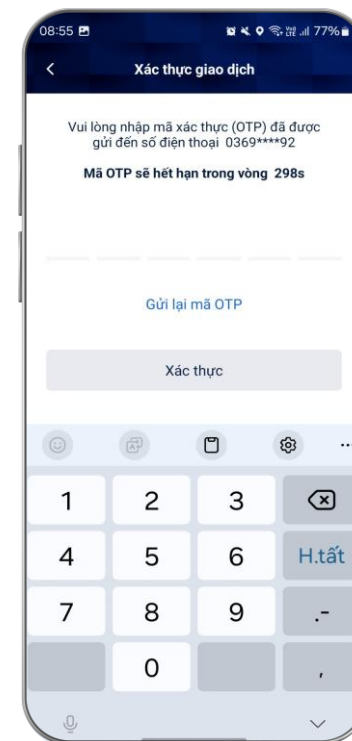 08:55 77%
Xác thực giao dịch
Vui lòng nhập mã xác thực (OTP) đã được
gửi đến số điện thoại 0369****92
Mã OTP sẽ hết hạn trong vòng 298s
Gửi lại mã OTP
Xác thực
1 2 3
4 5 6 H.tất
7 8 9 .-
0 ,